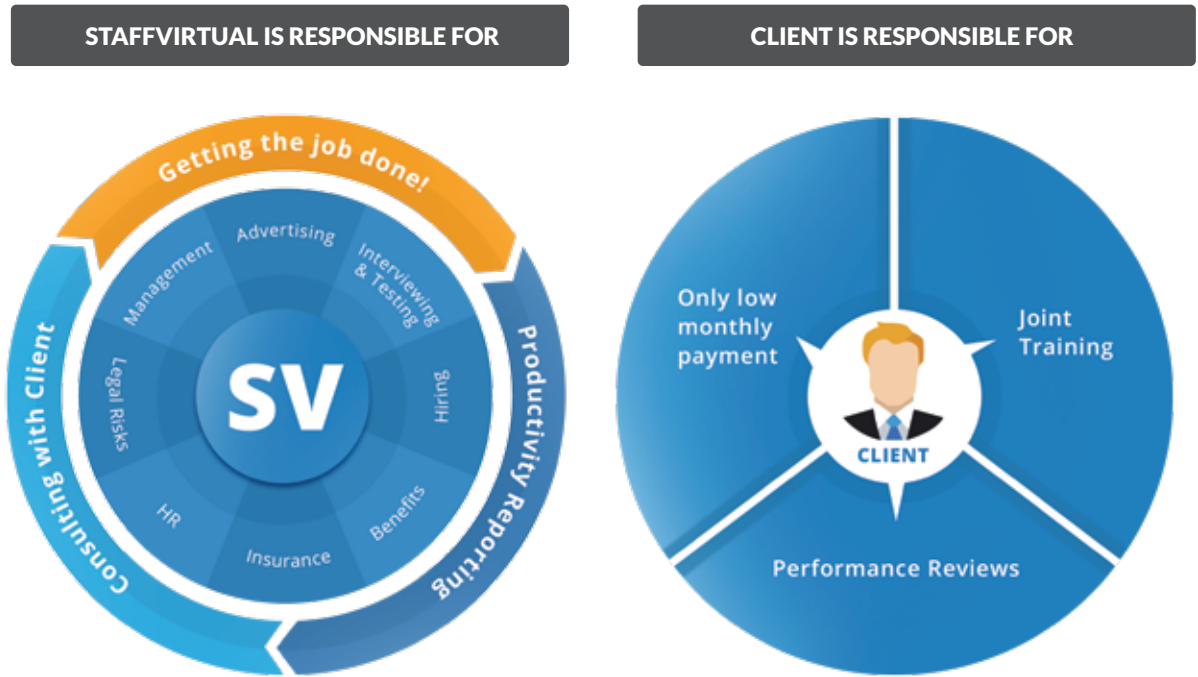 STAFFVIRTUAL IS RESPONSIBLE FOR
Getting the job done!
Productivity Reporting
Consulting with Client
Advertising
Interviewing
& Testing
Hiring
Benefits
Insurance
HR
Legal Risks
Management
SV
CLIENT IS RESPONSIBLE FOR
Only low
monthly
payment
Joint
Training
Performance Reviews
CLIENT